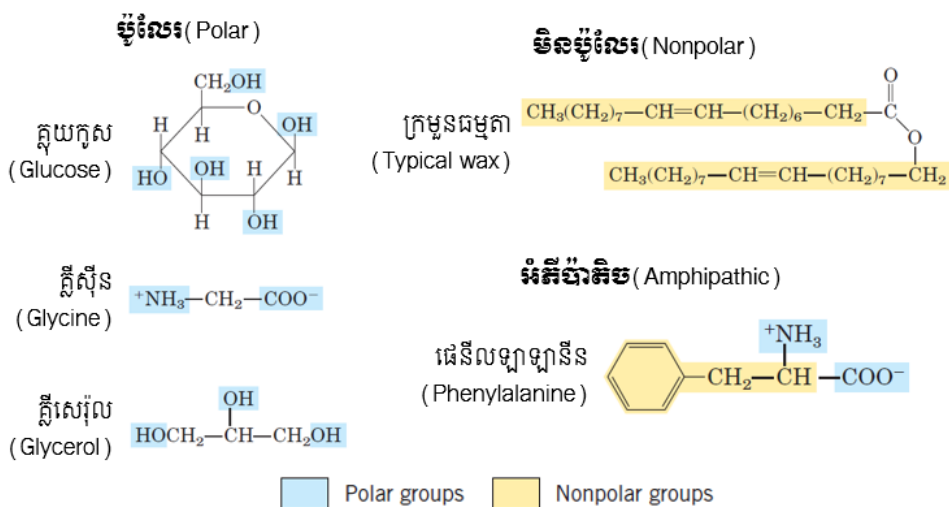 ប៉ូលែរ(Polar)
CH₂OH
O
H
H
OH
OH
H
HO
H
H
OH
គ្លុយកូស
(Glucose)
គ្លីស៊ីន
(Glycine)
⁺NH₃—CH₂—COO⁻
គ្លីសេរ៉ុល
(Glycerol)
OH
HOCH₂—CH—CH₂OH
មិនប៉ូលែរ(Nonpolar)
ក្រមួនធម្មតា
(Typical wax)
O
CH₃(CH₂)₇—CH=CH—(CH₂)₆—CH₂—C
O
CH₃(CH₂)₇—CH=CH—(CH₂)₇—CH₂
អំភីប៉ាតិច(Amphipathic)
ផេនីលឡាឡានីន
(Phenylalanine)
⁺NH₃
CH₂—CH—COO⁻
Polar groups
Nonpolar groups